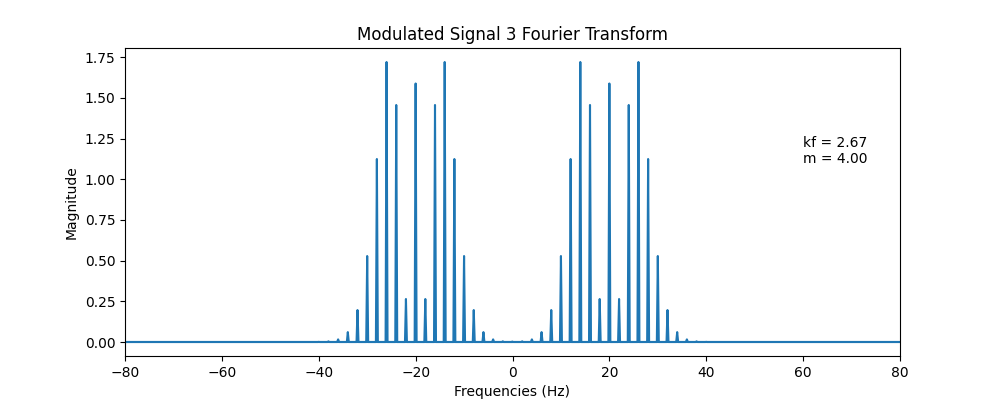 Modulated Signal 3 Fourier Transform
1.75
1.50
1.25
1.00
0.75
0.50
0.25
0.00
Magnitude
kf = 2.67
m = 4.00
−80 −60 −40 −20 0 20 40 60 80
Frequencies (Hz)